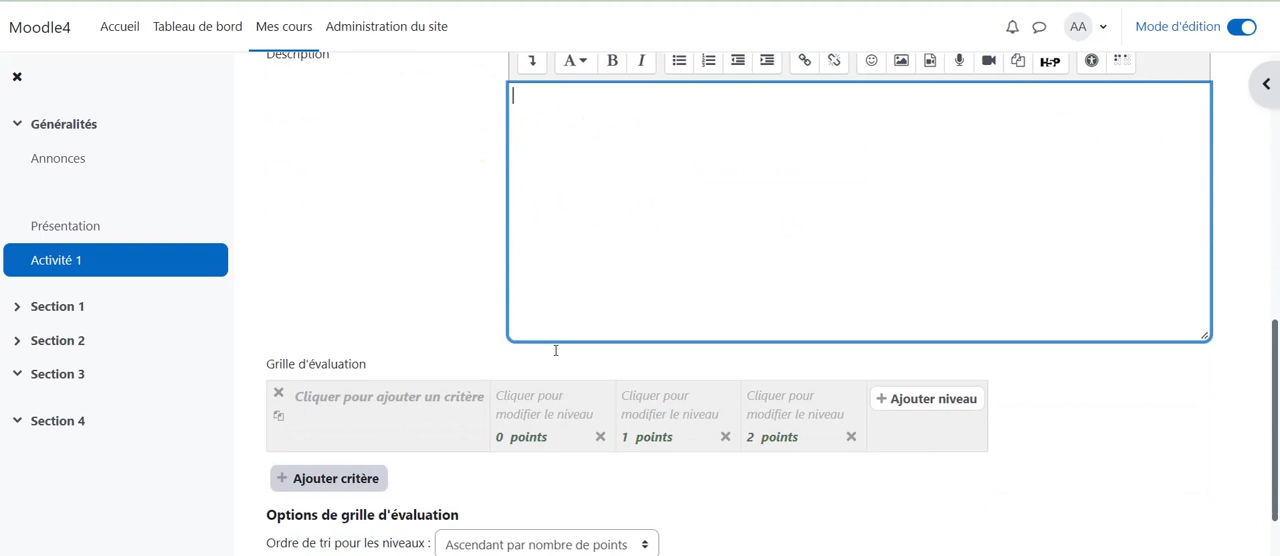 Moodle4 Accueil Tableau de bord Mes cours Administration du site AA Mode d'édition
Description
A B I H-P
Généralités
Annonces
Présentation
Activité 1
Section 1
Section 2
Section 3
Section 4
Grille d'évaluation
Cliquer pour ajouter un critère
Cliquer pour
modifier le niveau
0 points
Cliquer pour
modifier le niveau
1 points
Cliquer pour
modifier le niveau
2 points
+ Ajouter niveau
+ Ajouter critère
Options de grille d'évaluation
Ordre de tri pour les niveaux : Ascendant par nombre de points